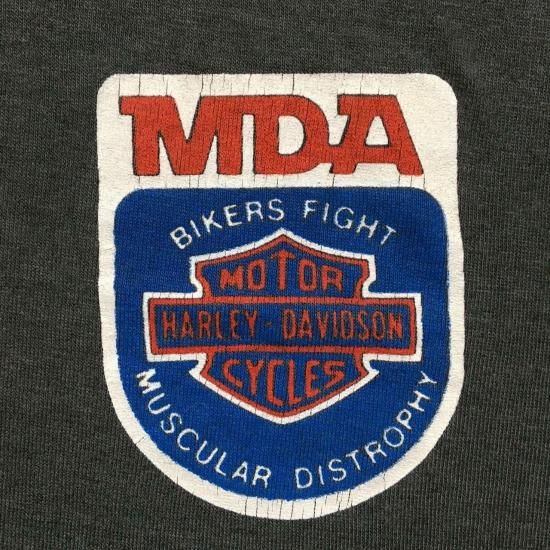 MDA
BIKERS FIGHT
MOTOR
HARLEY-DAVIDSON
CYCLES
MUSCULAR DISTROPHY